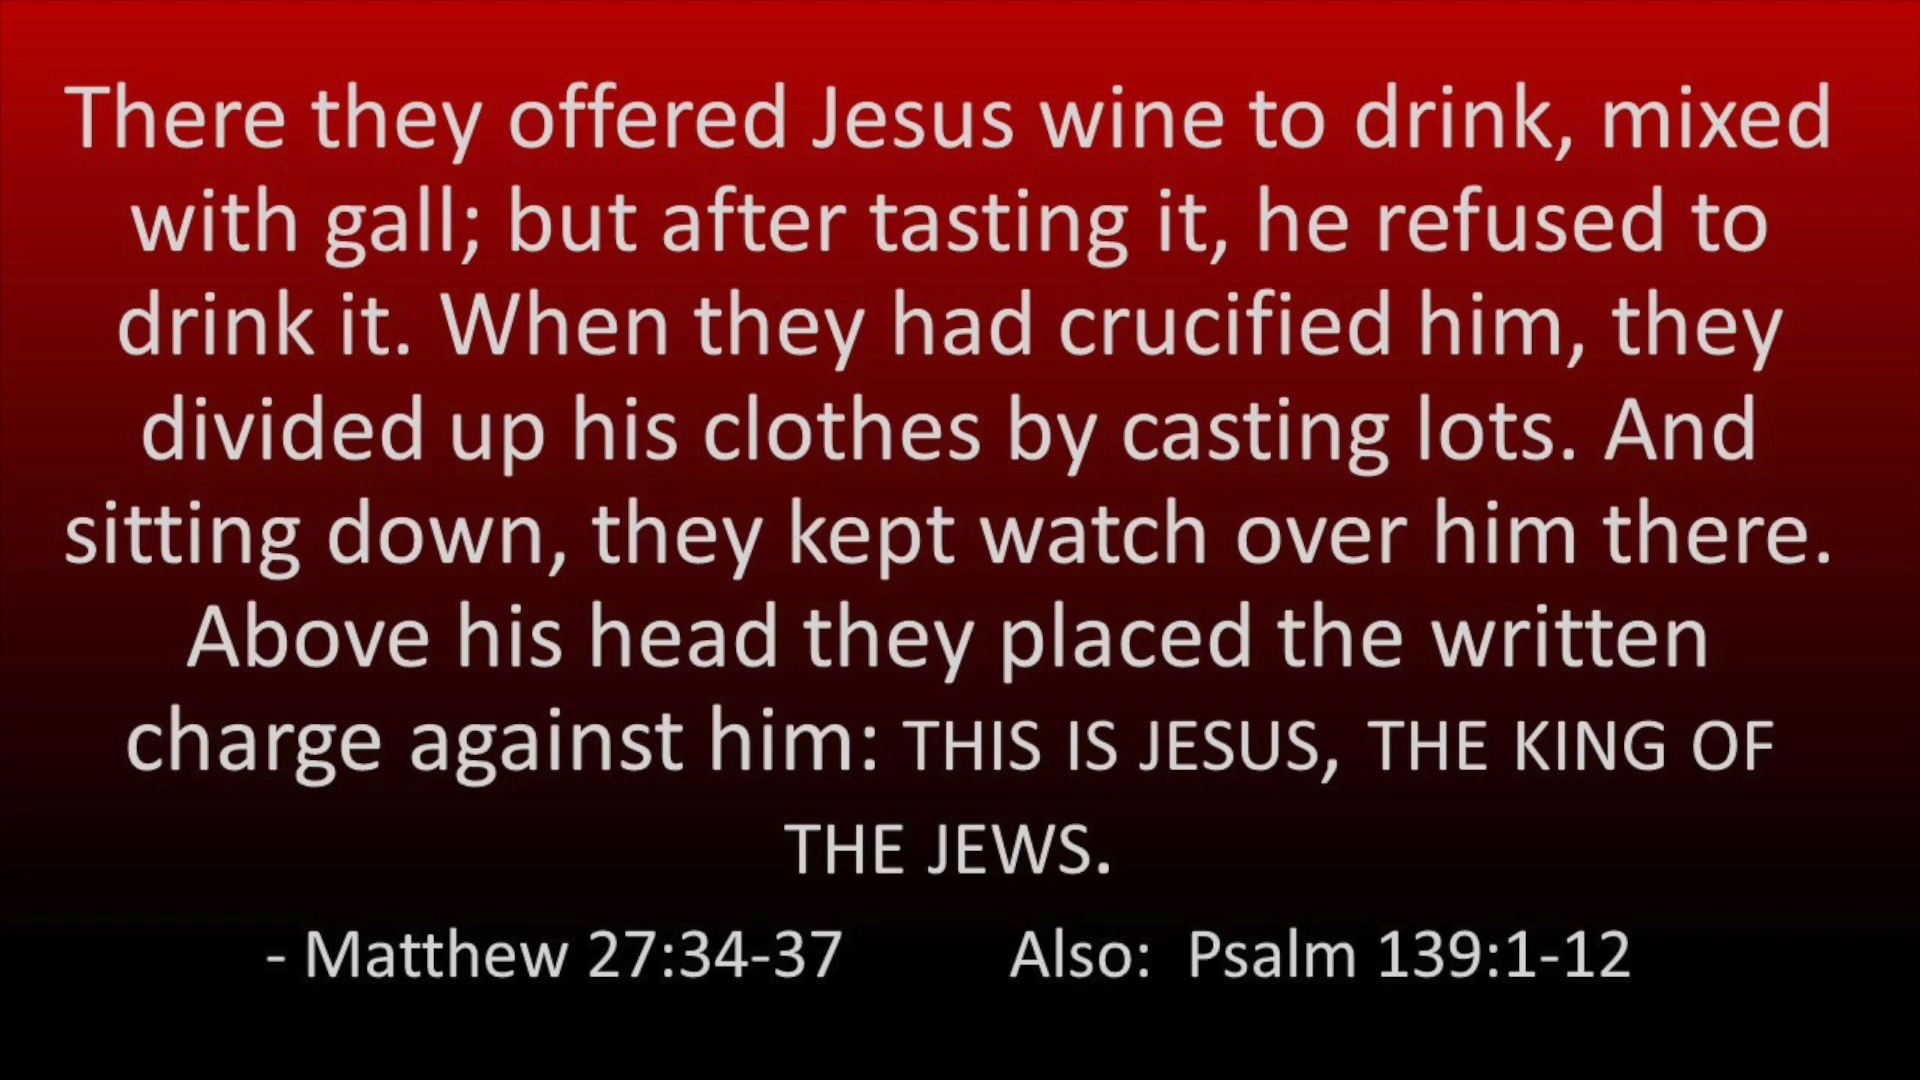 There they offered Jesus wine to drink, mixed
with gall; but after tasting it, he refused to
drink it. When they had crucified him, they
divided up his clothes by casting lots. And
sitting down, they kept watch over him there.
Above his head they placed the written
charge against him: THIS IS JESUS, THE KING OF
THE JEWS.
- Matthew 27:34-37 Also: Psalm 139:1-12